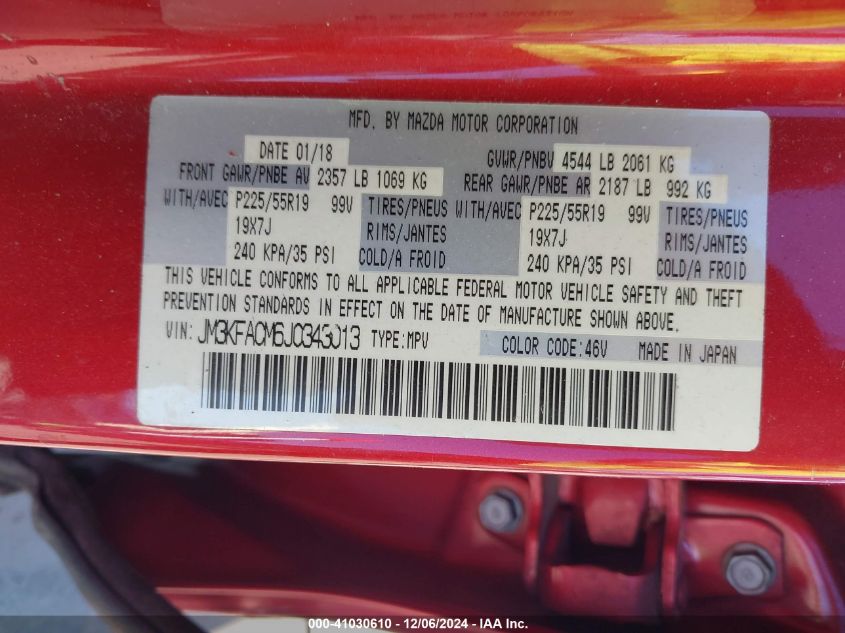 MFD. BY MAZDA MOTOR CORPORATION
DATE 01/18 GVWR/PNBV 4544 LB 2061 KG
FRONT GAWR/PNBE AV 2357 LB 1069 KG REAR GAWR/PNBE AR 2187 LB 992 KG
WITH/AVEC P225/55R19 99V TIRES/PNEUS WITH/AVEC P225/55R19 99V TIRES/PNEUS
19X7J RIMS/JANTES 19X7J RIMS/JANTES
240 KPA/35 PSI COLD/A FROID 240 KPA/35 PSI COLD/A FROID
THIS VEHICLE CONFORMS TO ALL APPLICABLE FEDERAL MOTOR VEHICLE SAFETY AND THEFT
PREVENTION STANDARDS IN EFFECT ON THE DATE OF MANUFACTURE SHOWN ABOVE.
VIN: JM3KFACM6J0343013 TYPE:MPV COLOR CODE:46V MADE IN JAPAN
000-41030610 - 12/06/2024 - IAA Inc.